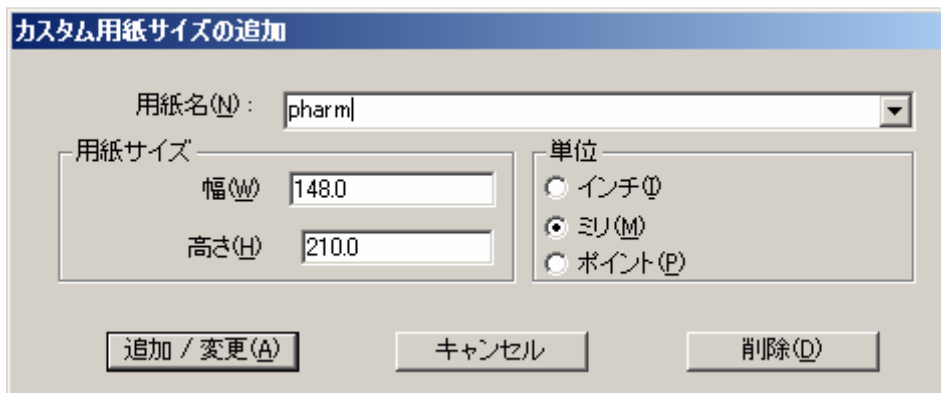 カスタム用紙サイズの追加
用紙名(N)： pharm
用紙サイズ
幅(W) 148.0
高さ(H) 210.0
単位
インチ(I)
ミリ(M)
ポイント(P)
追加 / 変更(A) キャンセル 削除(D)